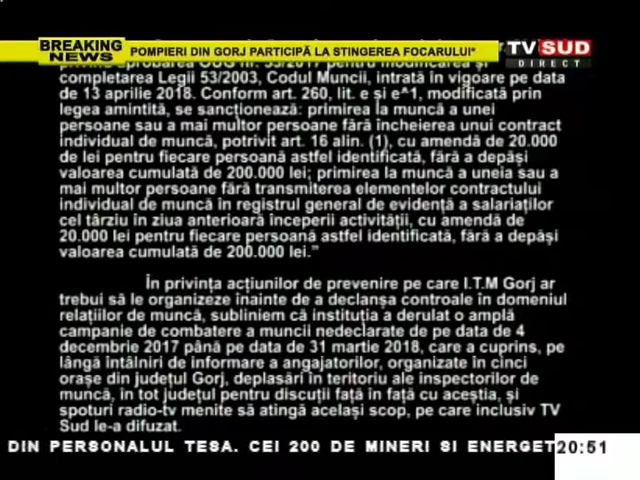 BREAKING NEWS
POMPIERI DIN GORJ PARTICIPĂ LA STINGEREA FOCARULUI*
TV SUD
DIRECT
privind aprobarea OUG nr. 53/2017 pentru modificarea și
completarea Legii 53/2003, Codul Muncii, intrată în vigoare pe data
de 13 aprilie 2018. Conform art. 260, lit. e și e^1, modificată prin
legea amintită, se sancționează: primirea la muncă a unei
persoane sau a mai multor persoane fără încheierea unui contract
individual de muncă, potrivit art. 16 alin. (1), cu amendă de 20.000
de lei pentru fiecare persoană astfel identificată, fără a depăși
valoarea cumulată de 200.000 lei; primirea la muncă a uneia sau a
mai multor persoane fără transmiterea elementelor contractului
individual de muncă în registrul general de evidență a salariaților
cel târziu în ziua anterioară începerii activității, cu amendă de
20.000 lei pentru fiecare persoană astfel identificată, fără a depăși
valoarea cumulată de 200.000 lei.”
În privința acțiunilor de prevenire pe care I.T.M Gorj ar
trebui să le organizeze înainte de a declanșa controale în domeniul
relațiilor de muncă, subliniem că instituția a derulat o amplă
campanie de combatere a muncii nedeclarate de pe data de 4
decembrie 2017 până pe data de 31 martie 2018, care a cuprins, pe
lângă întâlniri de informare a angajatorilor, organizate în cinci
orașe din județul Gorj, deplasări în teritoriu ale inspectorilor de
muncă, în tot județul pentru discuții față în față cu aceștia, și
spoturi radio-tv menite să atingă același scop, pe care inclusiv TV
Sud le-a difuzat.
DIN PERSONALUL TESA. CEI 200 DE MINERI SI ENERGET
20:51